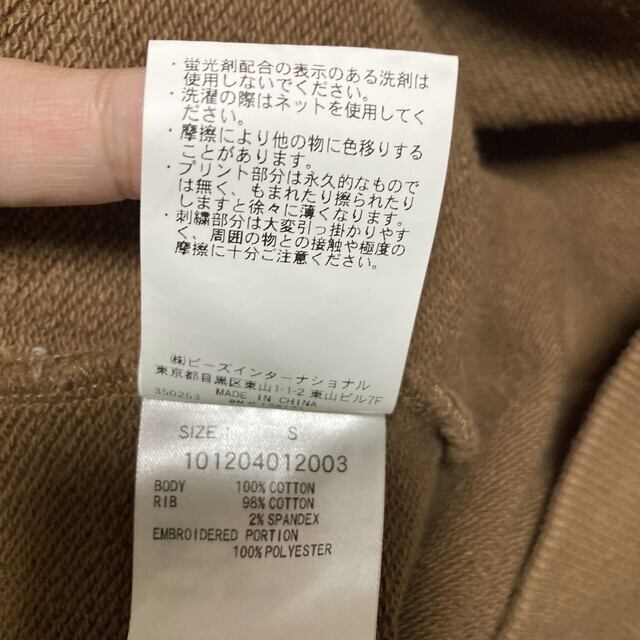 ・蛍光剤配合の表示のある洗剤は
使用しないでください。
・洗濯の際はネットを使用してく
ださい。
・摩擦により他の物に色移りする
ことがあります。
・プリント部分は永久的なもので
は無く、もまれたり擦られたり
しますと徐々に薄くなります。
・刺繍部分は大変引っ掛かりやす
く、周囲の物との接触や極度の
摩擦に十分ご注意ください。
(株)ビーズインターナショナル
東京都目黒区東山1-1-2 東山ビル7F
350253 MADE IN CHINA
SIZE : S
101204012003
BODY 100% COTTON
RIB 98% COTTON
2% SPANDEX
EMBROIDERED PORTION
100% POLYESTER